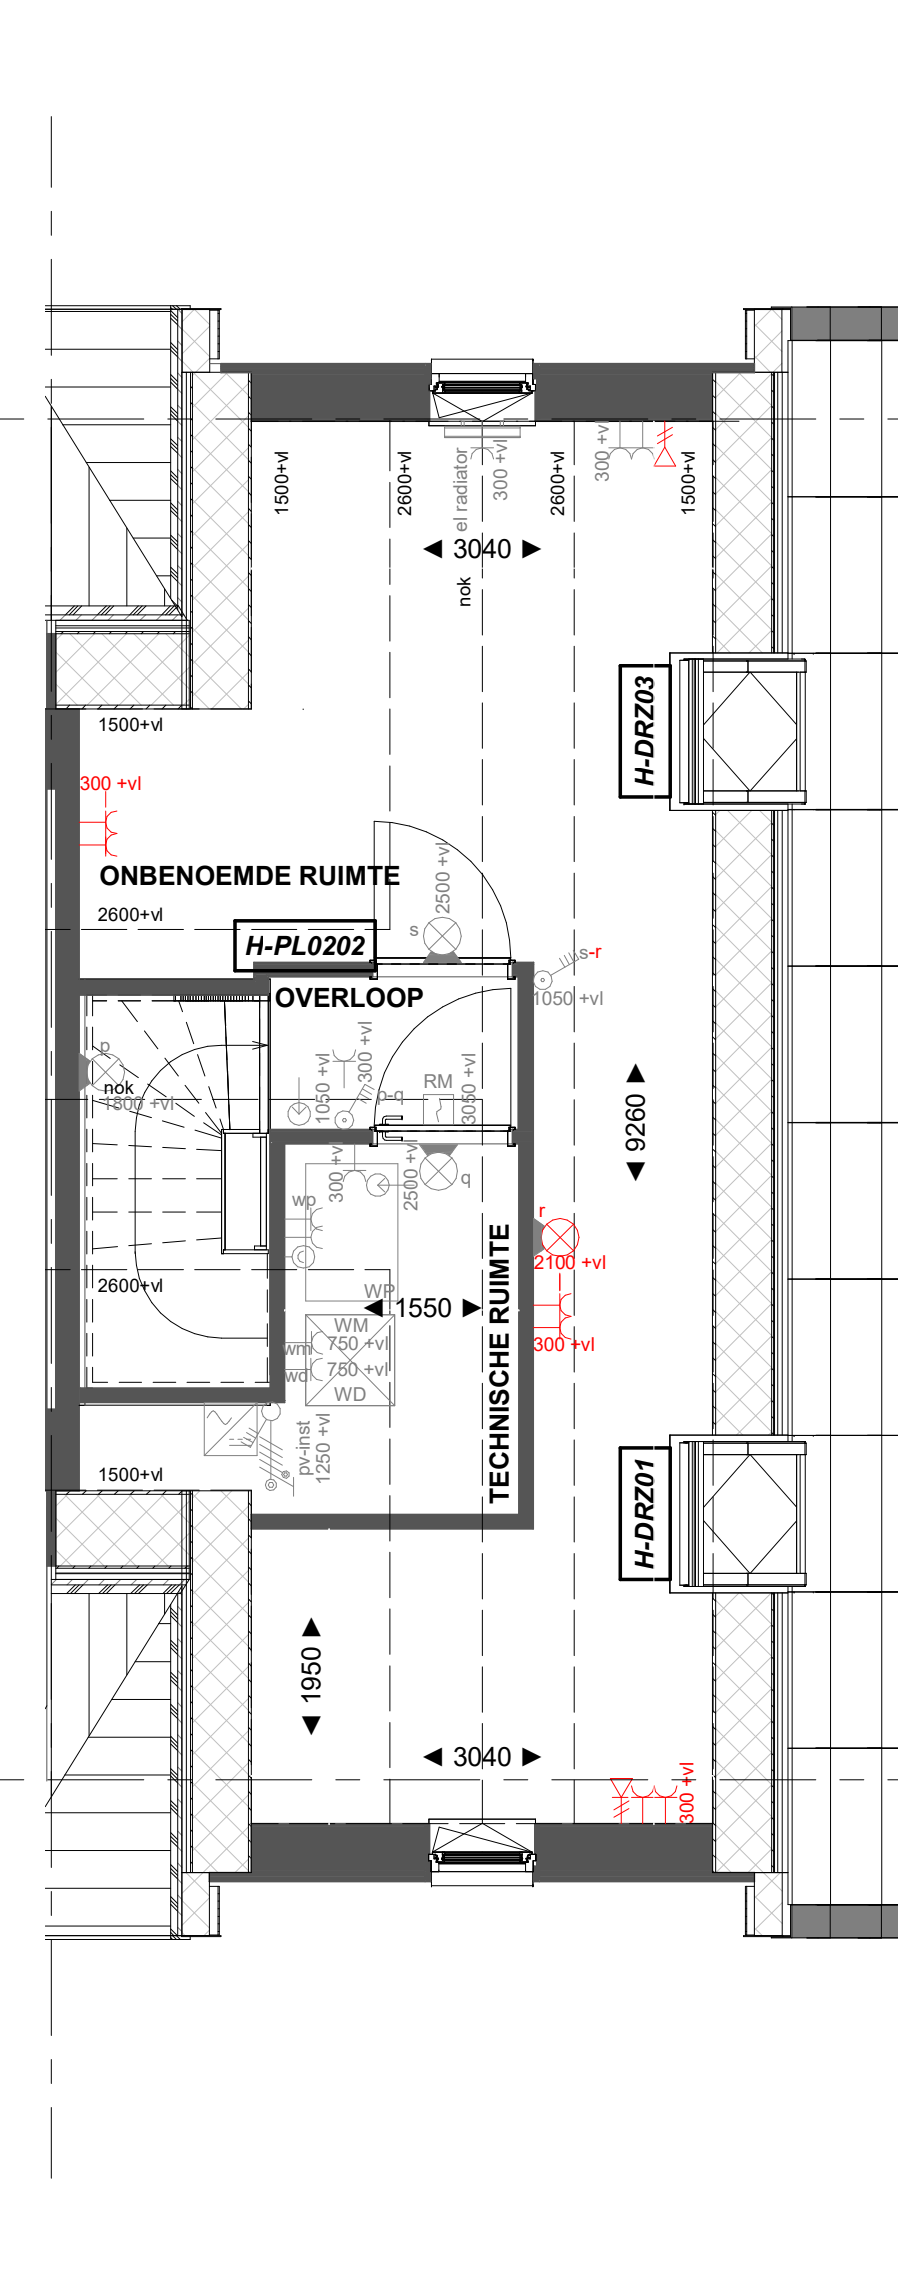 1500+vl
2600+vl
el radiator
300 +vl
2600+vl
300 +vl
1500+vl
◄ 3040 ►
nok
H-DRZ03
1500+vl
300 +vl
ONBENOEMDE RUIMTE
2500 +vl
s
2600+vl
H-PL0202
s-r
1050 +vl
OVERLOOP
p
nok
1800 +vl
1050 +vl
300 +vl
p-q
RM
3050 +vl
◄ 9260 ►
300 +vl
2500 +vl
q
wp
WP
r
2100 +vl
300 +vl
2600+vl
◄ 1550 ►
TECHNISCHE RUIMTE
WM
wm
750 +vl
wd
750 +vl
WD
pv-inst
1250 +vl
1500+vl
H-DRZ01
◄ 1950 ►
◄ 3040 ►
300 +vl